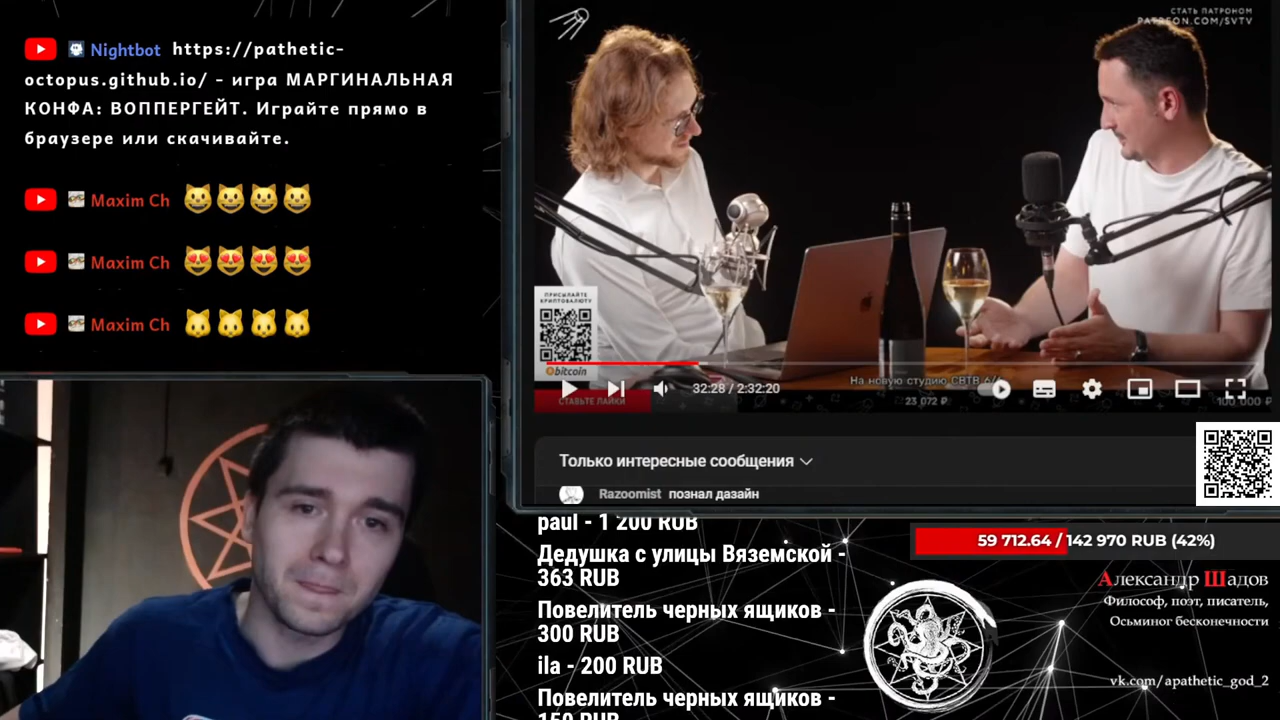 Nightbot https://pathetic-
octopus.github.io/ - игра МАРГИНАЛЬНАЯ
КОНФА: ВОППЕРГЕЙТ. Играйте прямо в
браузере или скачивайте.
Maxim Ch
Maxim Ch
Maxim Ch
СТАТЬ ПАТРОНОМ
PATREON.COM/SVTV
ПРИСЫЛАЙТЕ
КРИПТОВАЛЮТУ
bitcoin
32:28 / 2:32:20
На новую студию СВТВ 6/
СТАВЬТЕ ЛАЙКИ
23 072 ₽
100 000 ₽
Только интересные сообщения
Razoomist познал дазайн
paul - 1 200 RUB
Дедушка с улицы Вяземской -
363 RUB
Повелитель черных ящиков -
300 RUB
ila - 200 RUB
Повелитель черных ящиков -
150 RUB
59 712.64 / 142 970 RUB (42%)
Александр Шадов
Философ, поэт, писатель,
Осьминог бесконечности
vk.com/apathetic_god_2